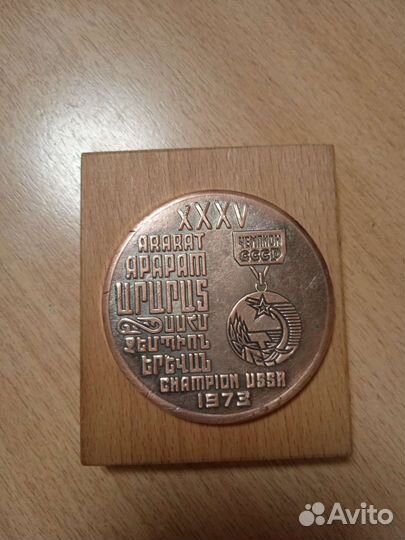 XXXV
ARARAT
АРАРАТ
ԱՐԱՐԱՏ
ՍՍՀՄ
ՉԵՄՊԻՈՆ
ԵՐԵՎԱՆ
ЧЕМПИОН
СССР
CHAMPION USSR
1973
Avito